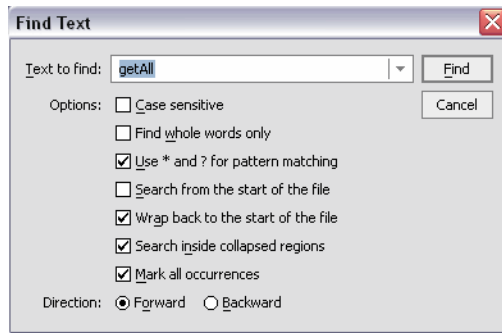 Find Text
Text to find: getAll Find
Options: Case sensitive Cancel
Find whole words only
Use * and ? for pattern matching
Search from the start of the file
Wrap back to the start of the file
Search inside collapsed regions
Mark all occurrences
Direction: Forward Backward